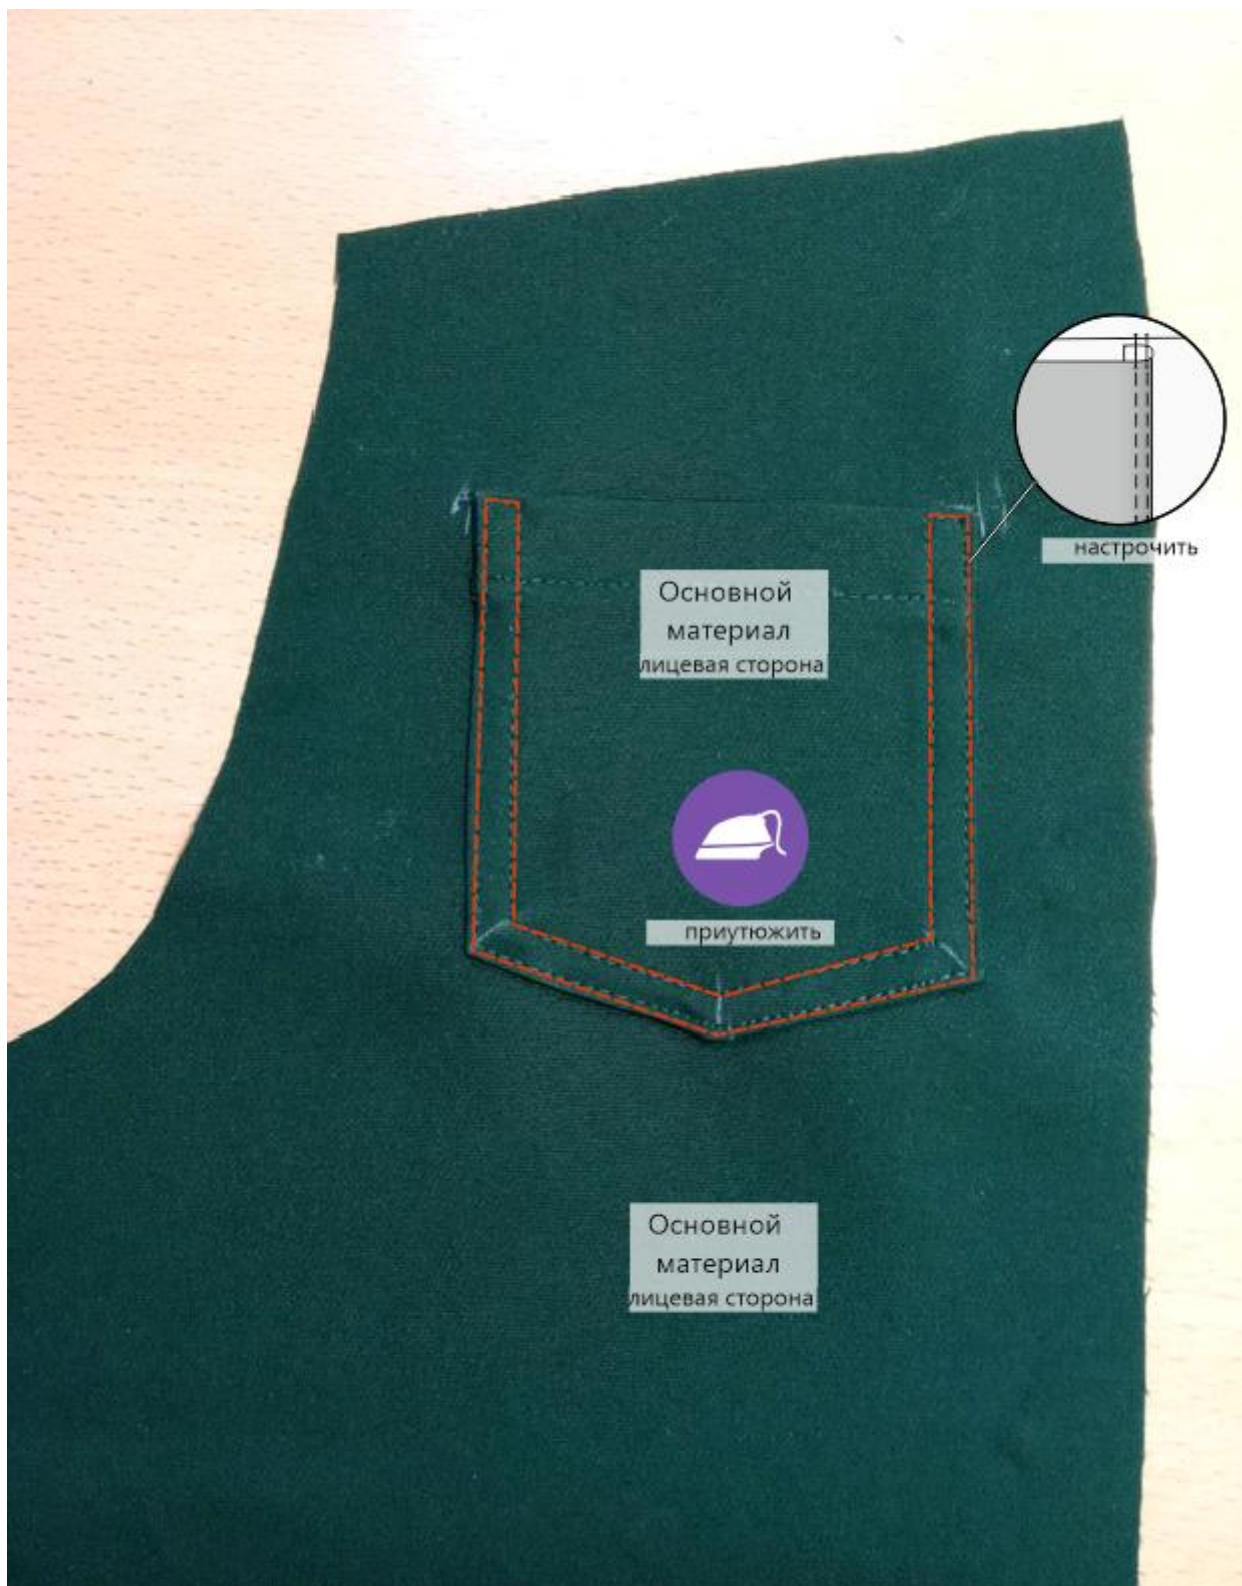 настрочить
Основной
материал
лицевая сторона
приутюжить
Основной
материал
лицевая сторона